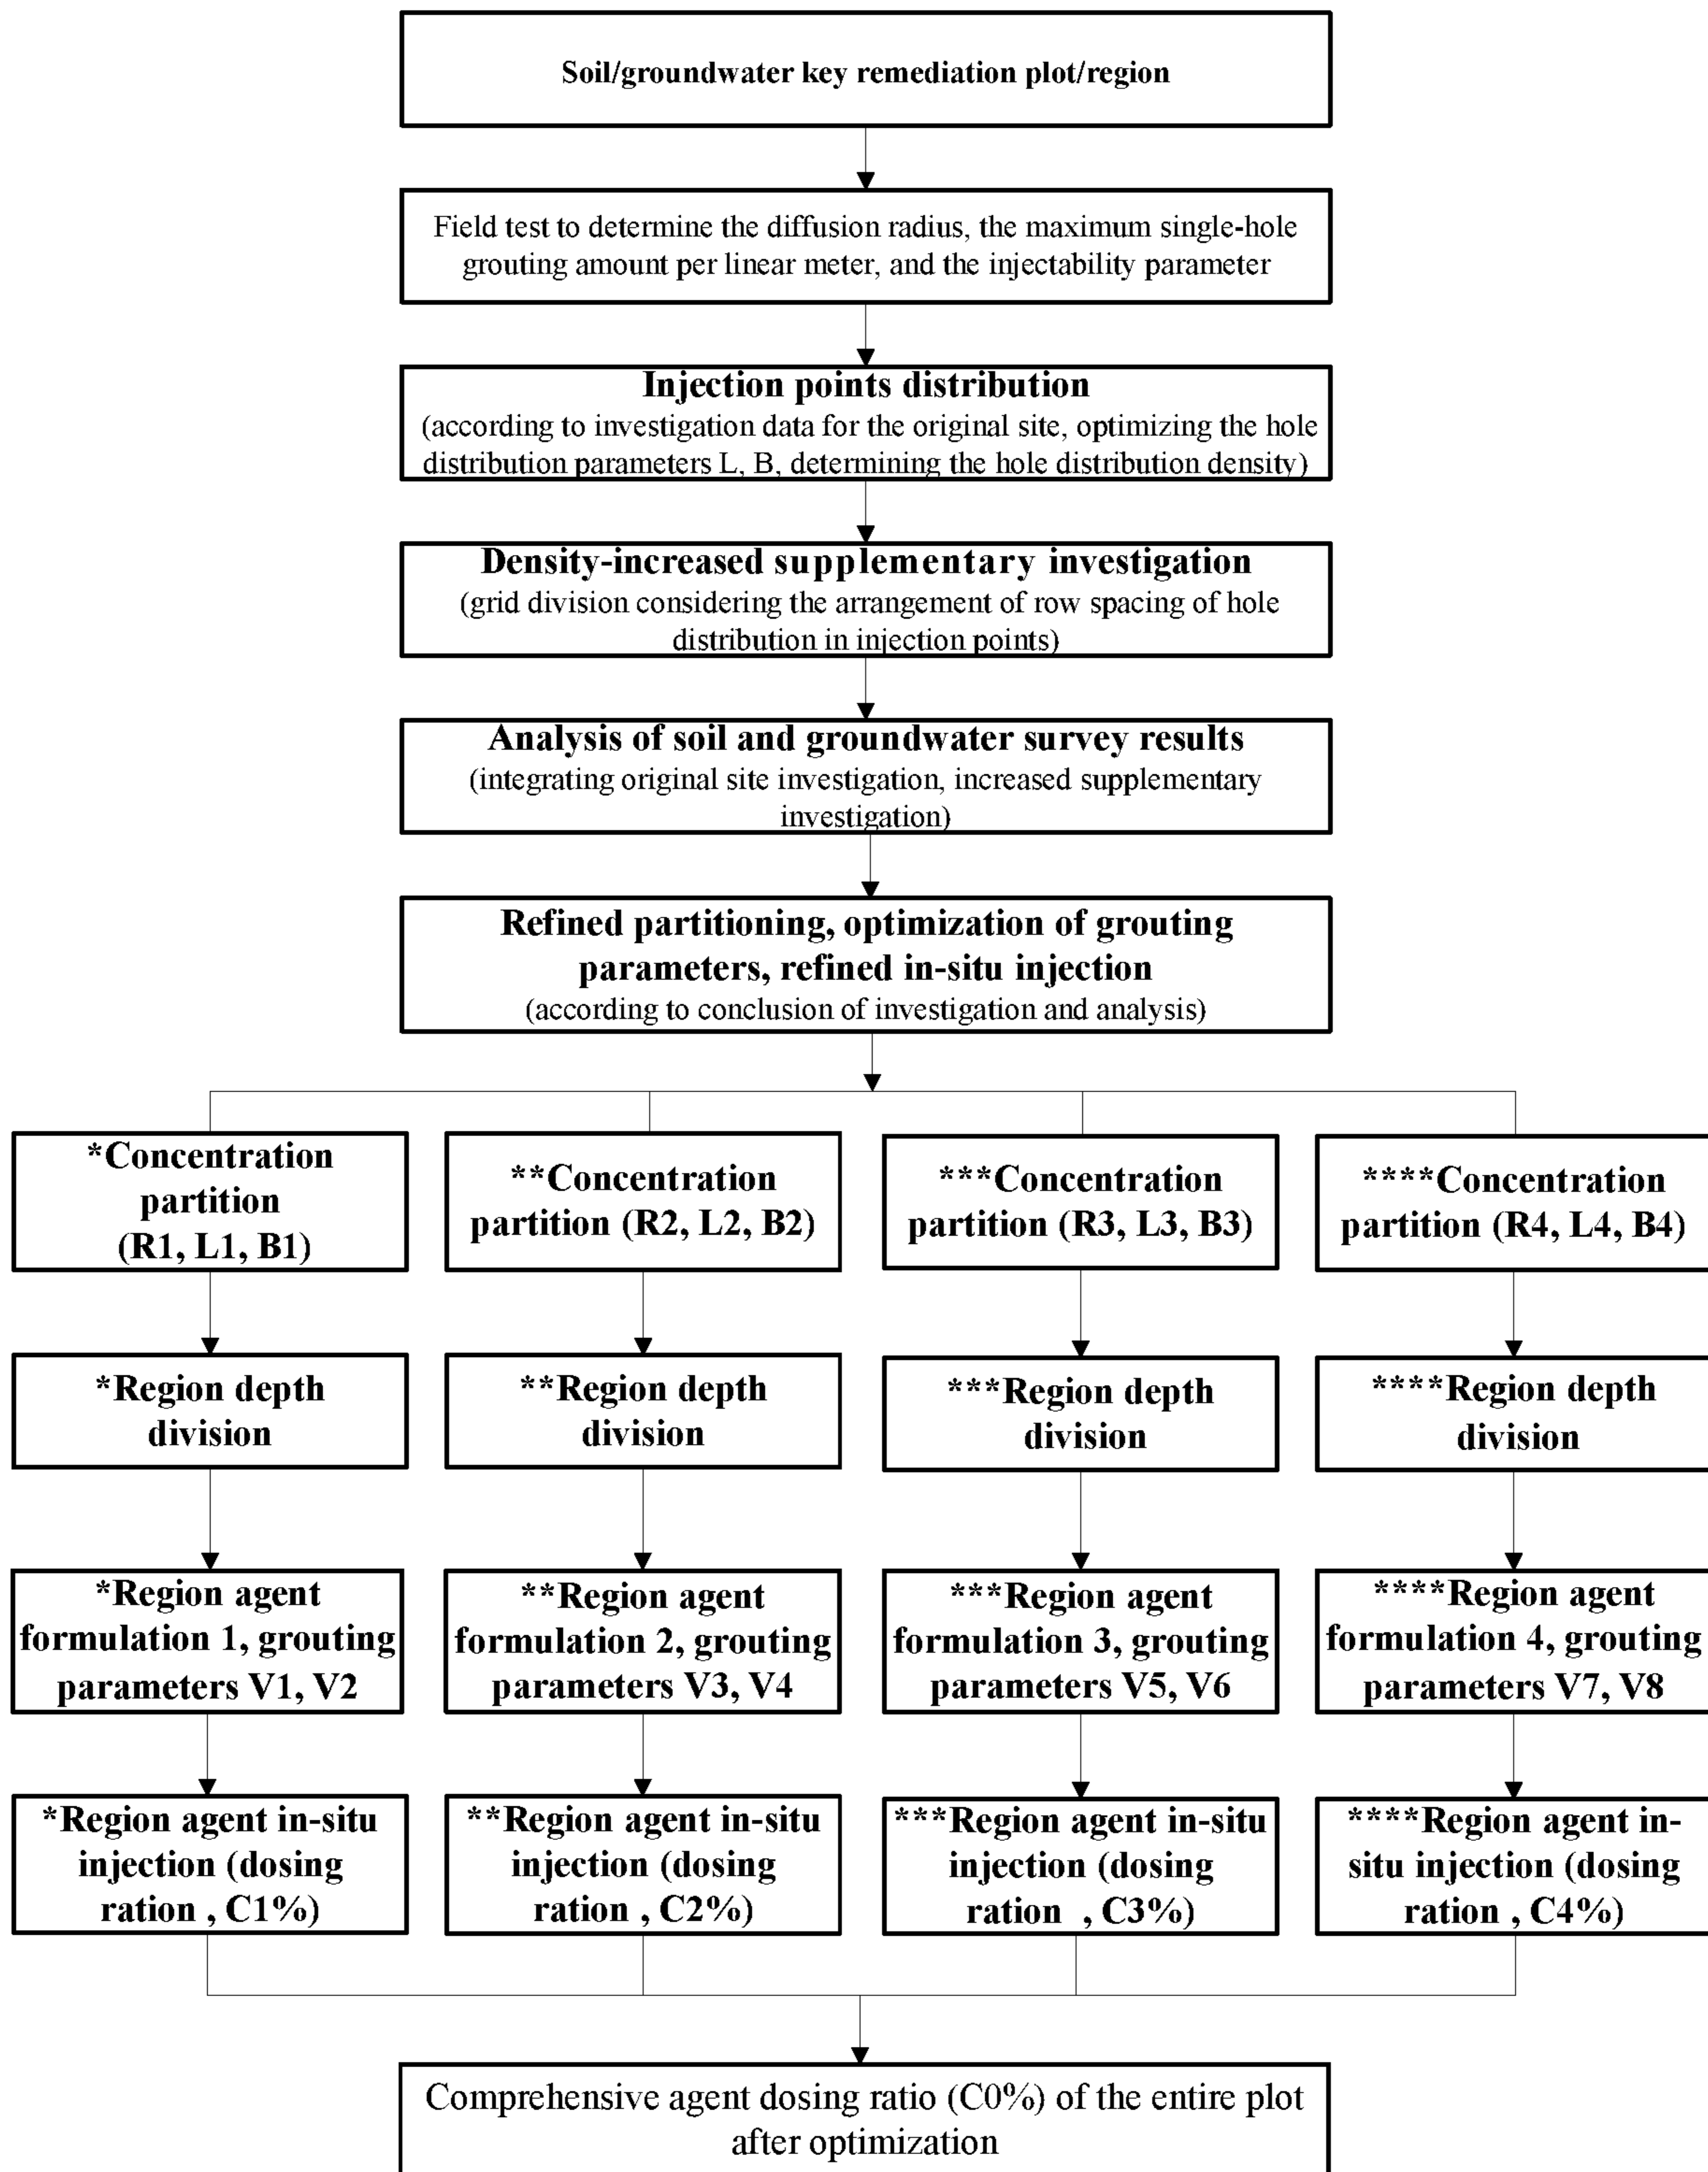 Soil/groundwater key remediation plot/region
Field test to determine the diffusion radius, the maximum single-hole
grouting amount per linear meter, and the injectability parameter
Injection points distribution
(according to investigation data for the original site, optimizing the hole
distribution parameters L, B, determining the hole distribution density)
Density-increased supplementary investigation
(grid division considering the arrangement of row spacing of hole
distribution in injection points)
Analysis of soil and groundwater survey results
(integrating original site investigation, increased supplementary
investigation)
Refined partitioning, optimization of grouting
parameters, refined in-situ injection
(according to conclusion of investigation and analysis)
*Concentration
partition
(R1, L1, B1)
**Concentration
partition (R2, L2, B2)
***Concentration
partition (R3, L3, B3)
****Concentration
partition (R4, L4, B4)
*Region depth
division
**Region depth
division
***Region depth
division
****Region depth
division
*Region agent
formulation 1, grouting
parameters V1, V2
**Region agent
formulation 2, grouting
parameters V3, V4
***Region agent
formulation 3, grouting
parameters V5, V6
****Region agent
formulation 4, grouting
parameters V7, V8
*Region agent in-situ
injection (dosing
ration , C1%)
**Region agent in-situ
injection (dosing
ration , C2%)
***Region agent in-situ
injection (dosing
ration , C3%)
****Region agent in-
situ injection (dosing
ration , C4%)
Comprehensive agent dosing ratio (C0%) of the entire plot
after optimization